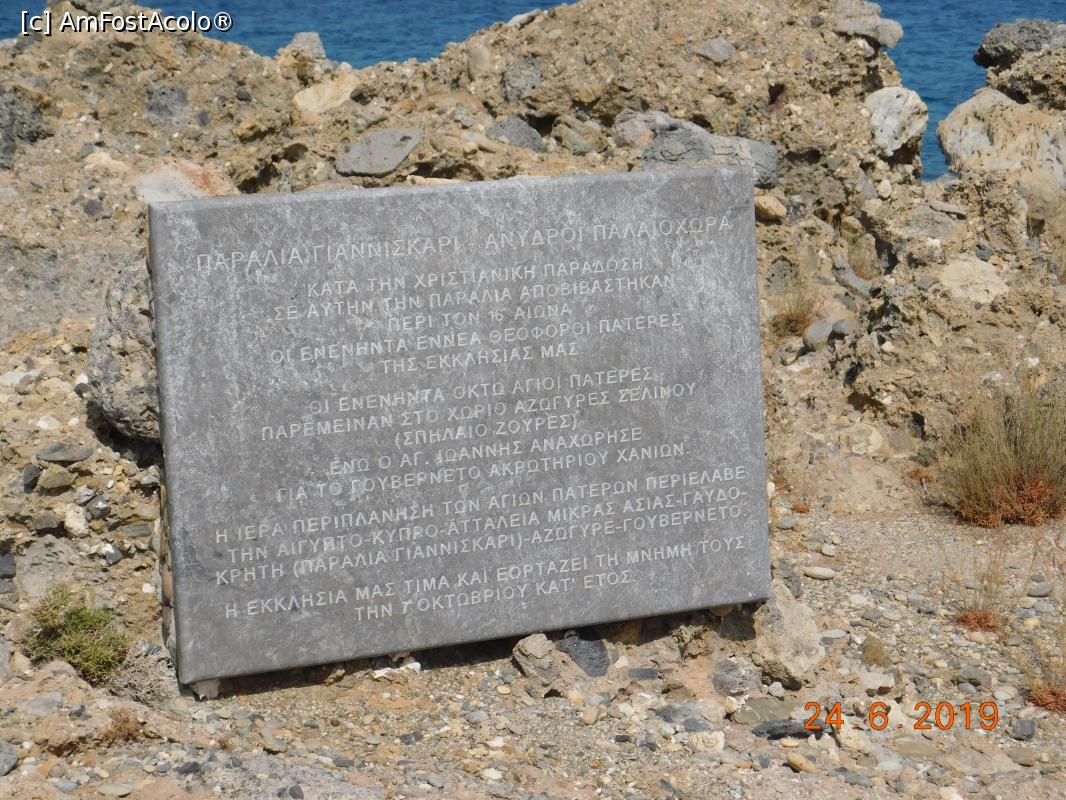 [c] AmFostAcolo®
ΠΑΡΑΛΙΑ ΓΙΑΝΝΙΣΚΑΡΙ - ΑΝΥΔΡΟΙ ΠΑΛΑΙΟΧΩΡΑ
ΚΑΤΑ ΤΗΝ ΧΡΙΣΤΙΑΝΙΚΗ ΠΑΡΑΔΟΣΗ
ΣΕ ΑΥΤΗΝ ΤΗΝ ΠΑΡΑΛΙΑ ΑΠΟΒΙΒΑΣΤΗΚΑΝ
ΠΕΡΙ ΤΟΝ 16 ΑΙΩΝΑ
ΟΙ ΕΝΕΝΗΝΤΑ ΕΝΝΕΑ ΘΕΟΦΟΡΟΙ ΠΑΤΕΡΕΣ
ΤΗΣ ΕΚΚΛΗΣΙΑΣ ΜΑΣ.
ΟΙ ΕΝΕΝΗΝΤΑ ΟΚΤΩ ΑΓΙΟΙ ΠΑΤΕΡΕΣ
ΠΑΡΕΜΕΙΝΑΝ ΣΤΟ ΧΩΡΙΟ ΑΖΩΓΥΡΕΣ ΣΕΛΙΝΟΥ
(ΣΠΗΛΑΙΟ ΖΟΥΡΕΣ)
ΕΝΩ Ο ΑΓ. ΙΩΑΝΝΗΣ ΑΝΑΧΩΡΗΣΕ
ΓΙΑ ΤΟ ΓΟΥΒΕΡΝΕΤΟ ΑΚΡΩΤΗΡΙΟΥ ΧΑΝΙΩΝ.
Η ΙΕΡΑ ΠΕΡΙΠΛΑΝΗΣΗ ΤΩΝ ΑΓΙΩΝ ΠΑΤΕΡΩΝ ΠΕΡΙΕΛΑΒΕ
ΤΗΝ ΑΙΓΥΠΤΟ-ΚΥΠΡΟ-ΑΤΤΑΛΕΙΑ ΜΙΚΡΑΣ ΑΣΙΑΣ-ΓΑΥΔΟ-
ΚΡΗΤΗ (ΠΑΡΑΛΙΑ ΓΙΑΝΝΙΣΚΑΡΙ)-ΑΖΩΓΥΡΕ-ΓΟΥΒΕΡΝΕΤΟ.
Η ΕΚΚΛΗΣΙΑ ΜΑΣ ΤΙΜΑ ΚΑΙ ΕΟΡΤΑΖΕΙ ΤΗ ΜΝΗΜΗ ΤΟΥΣ
ΤΗΝ 7 ΟΚΤΩΒΡΙΟΥ ΚΑΤ' ΕΤΟΣ.
24.6.2019